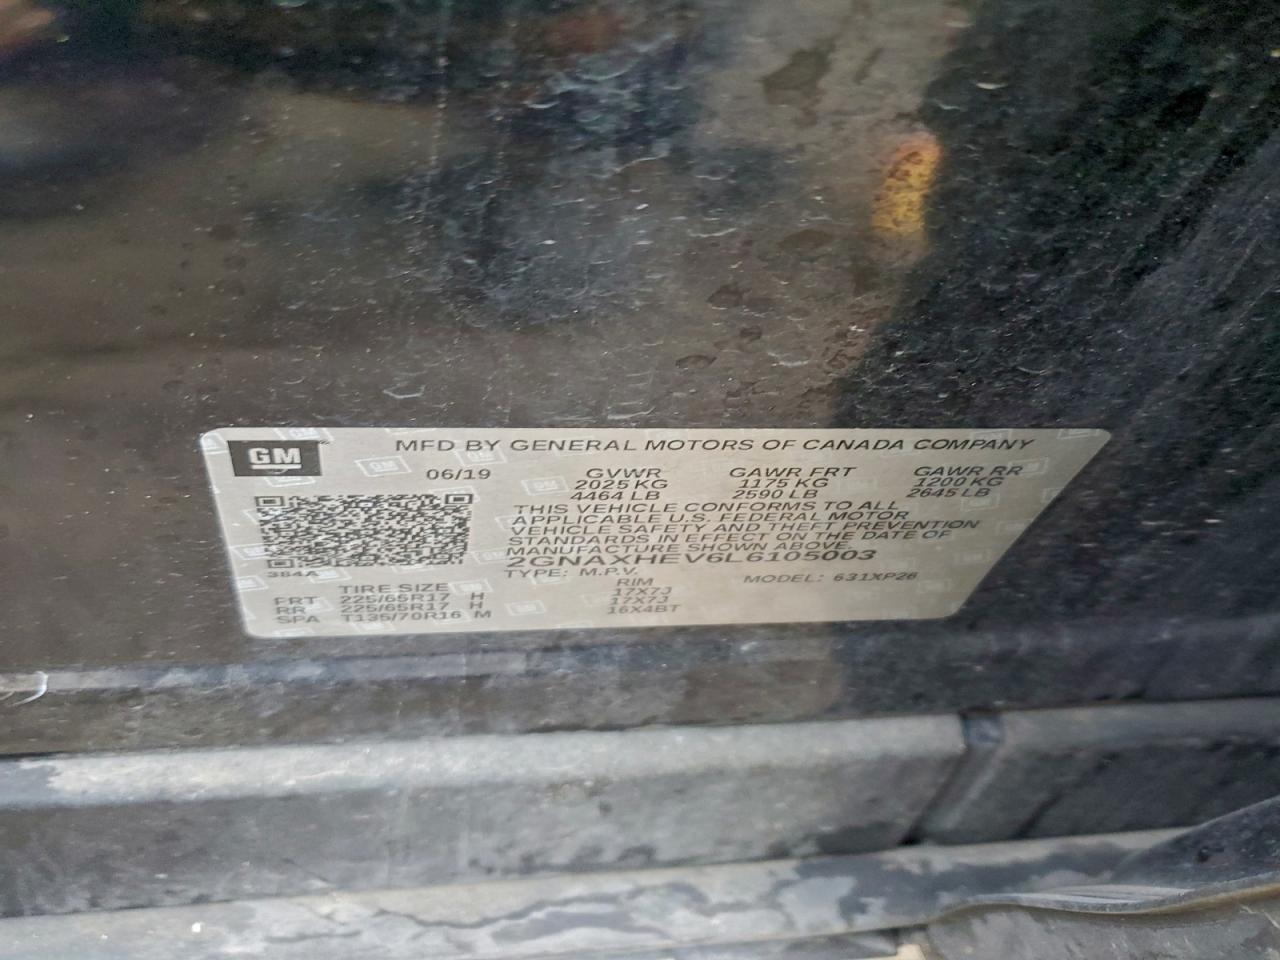 GM
MFD BY GENERAL MOTORS OF CANADA COMPANY
06/19 GVWR GAWR FRT GAWR RR
2025 KG 1175 KG 1200 KG
4464 LB 2590 LB 2645 LB
THIS VEHICLE CONFORMS TO ALL
APPLICABLE U.S. FEDERAL MOTOR
VEHICLE SAFETY AND THEFT PREVENTION
STANDARDS IN EFFECT ON THE DATE OF
MANUFACTURE SHOWN ABOVE
2GNAXHEV6L6105003
384A
TYPE: M.P.V. MODEL: 631XP26
TIRE SIZE RIM
FRT 225/65R17 H 17X7J
RR 225/65R17 H 17X7J
SPA T135/70R16 M 16X4BT